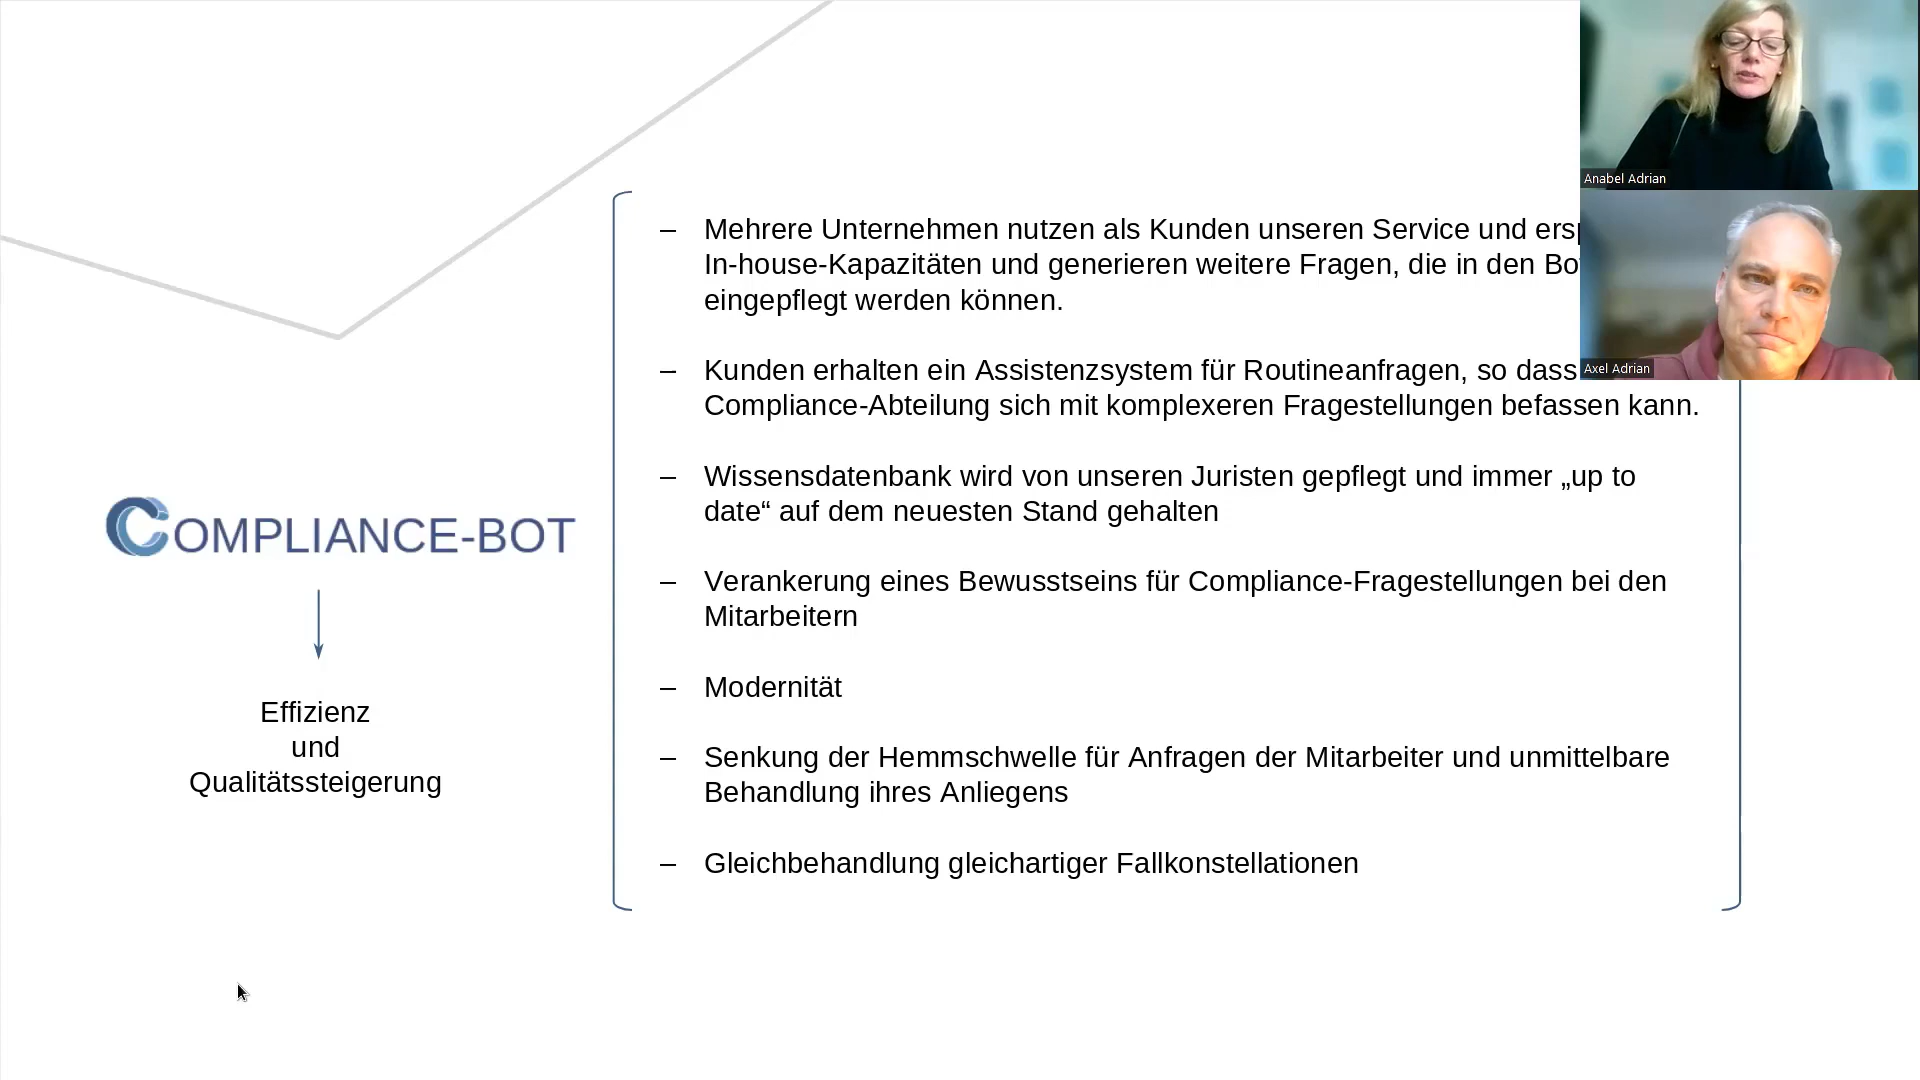 Anabel Adrian
Axel Adrian
COMPLIANCE-BOT
Effizienz
und
Qualitätssteigerung
– Mehrere Unternehmen nutzen als Kunden unseren Service und
In-house-Kapazitäten und generieren weitere Fragen, die in den
eingepflegt werden können.
– Kunden erhalten ein Assistenzsystem für Routineanfragen, so dass
Compliance-Abteilung sich mit komplexeren Fragestellungen befassen kann.
– Wissensdatenbank wird von unseren Juristen gepflegt und immer „up to
date“ auf dem neuesten Stand gehalten
– Verankerung eines Bewusstseins für Compliance-Fragestellungen bei den
Mitarbeitern
– Modernität
– Senkung der Hemmschwelle für Anfragen der Mitarbeiter und unmittelbare
Behandlung ihres Anliegens
– Gleichbehandlung gleichartiger Fallkonstellationen